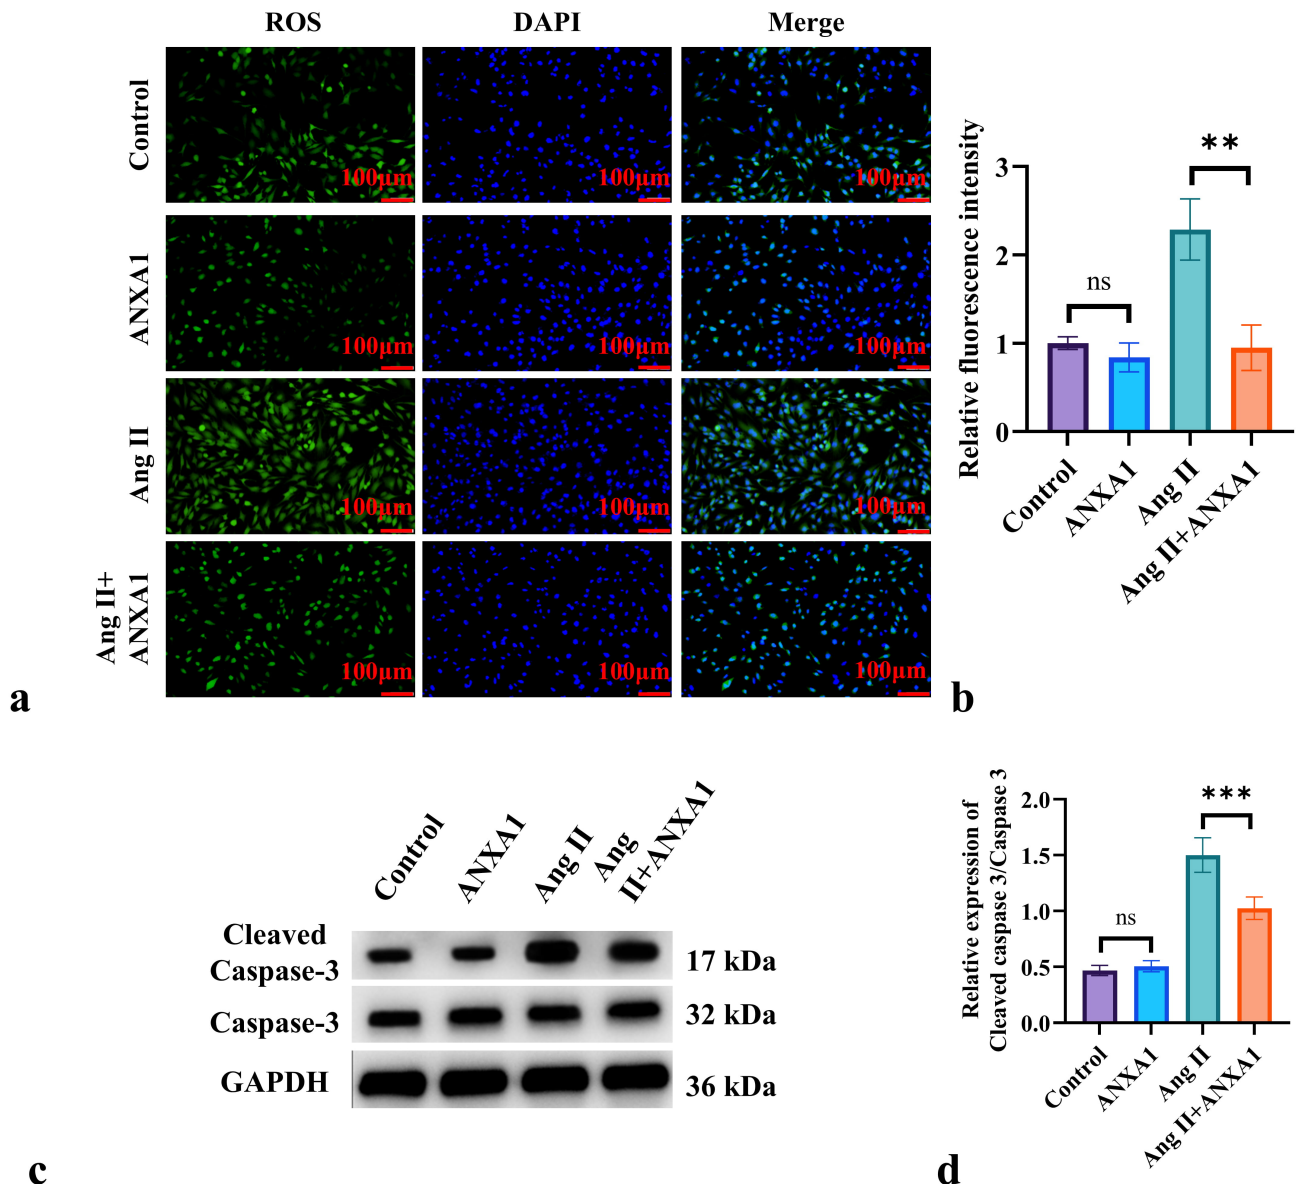 ROS DAPI Merge
Control
100μm 100μm 100μm
ANXA1
100μm 100μm 100μm
Ang II
100μm 100μm 100μm
Ang II+
ANXA1
100μm 100μm 100μm
a
Relative fluorescence intensity
3
2
1
0
ns
**
Control
ANXA1
Ang II
Ang II+ANXA1
b
Control
ANXA1
Ang II
Ang
II+ANXA1
Cleaved
Caspase-3
17 kDa
Caspase-3
32 kDa
GAPDH
36 kDa
c
Relative expression of
Cleaved caspase 3/Caspase 3
2.0
1.5
1.0
0.5
0.0
ns
***
Control
ANXA1
Ang II
Ang II+ANXA1
d